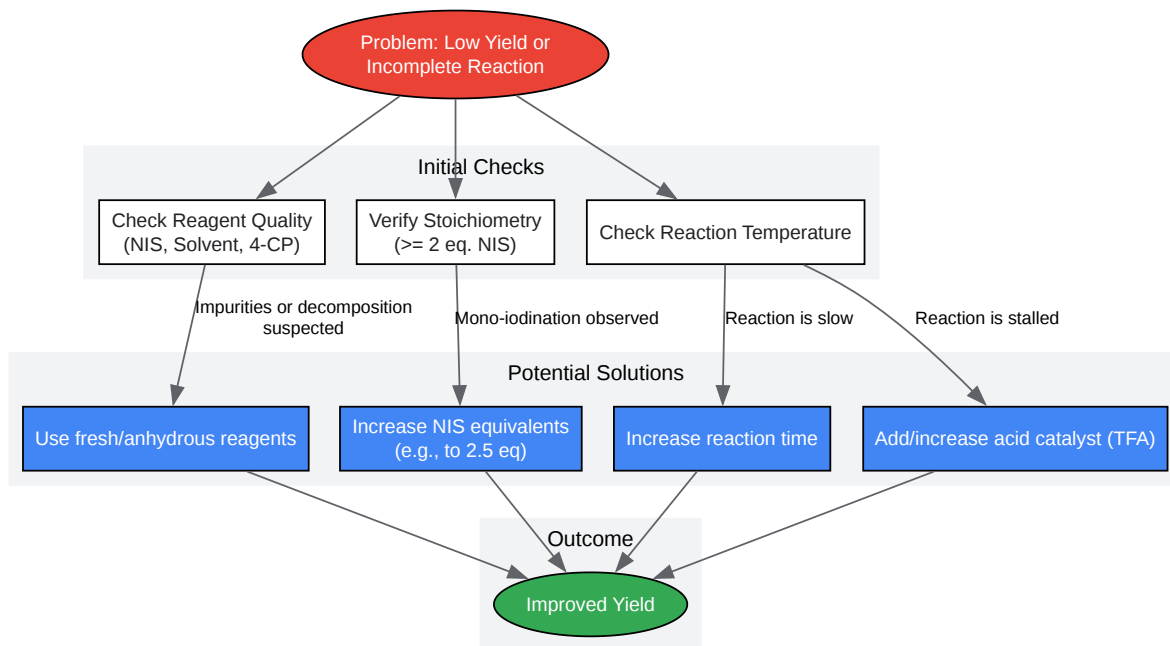 Problem: Low Yield or
Incomplete Reaction
Initial Checks
Check Reagent Quality
(NIS, Solvent, 4-CP)
Verify Stoichiometry
(>= 2 eq. NIS)
Check Reaction Temperature
Impurities or decomposition
suspected
Mono-iodination observed
Reaction is slow
Reaction is stalled
Potential Solutions
Use fresh/anhydrous reagents
Increase NIS equivalents
(e.g., to 2.5 eq)
Increase reaction time
Add/increase acid catalyst (TFA)
Outcome
Improved Yield